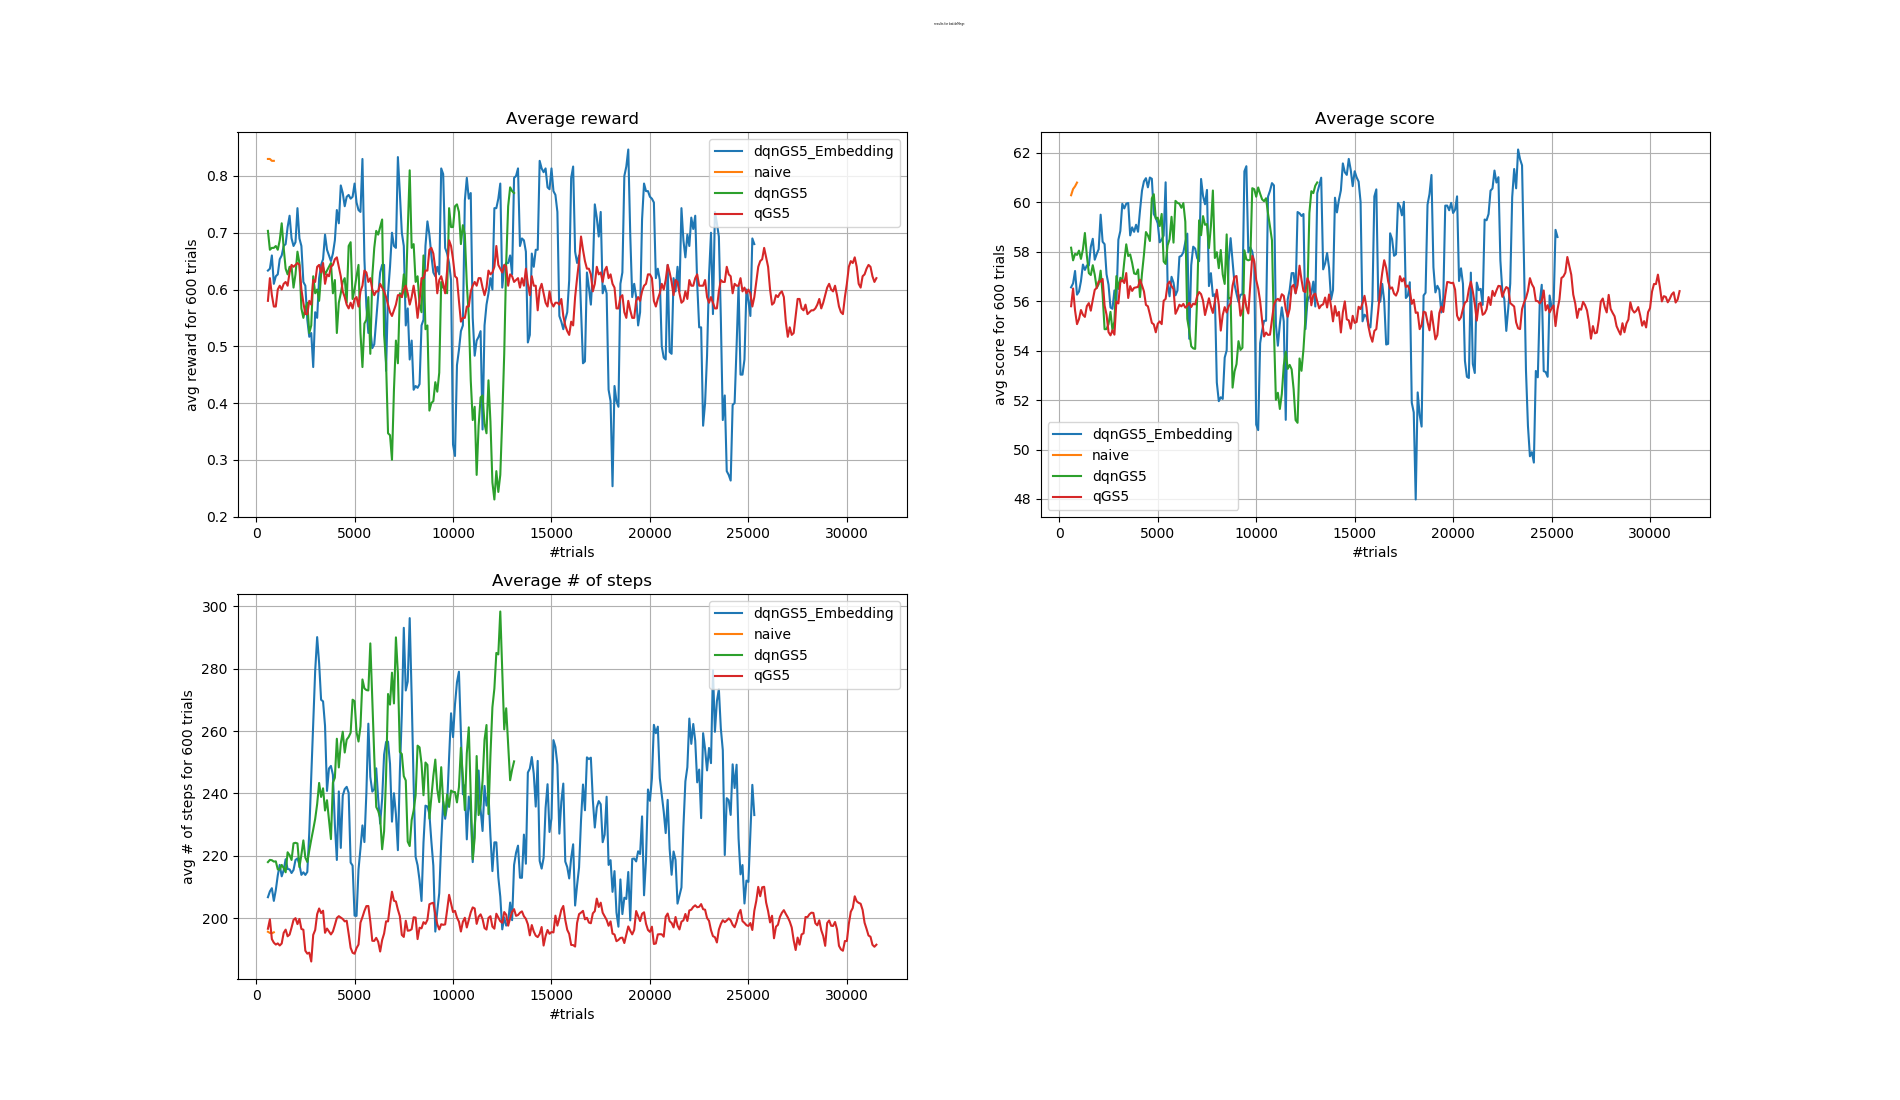 Average reward
avg reward for 600 trials
0.8
0.7
0.6
0.5
0.4
0.3
0.2
0
5000
10000
15000
20000
25000
30000
#trials
dqnGS5_Embedding
naive
dqnGS5
qGS5
Average score
avg score for 600 trials
62
60
58
56
54
52
50
48
0
5000
10000
15000
20000
25000
30000
#trials
dqnGS5_Embedding
naive
dqnGS5
qGS5
Average # of steps
avg # of steps for 600 trials
300
280
260
240
220
200
0
5000
10000
15000
20000
25000
30000
#trials
dqnGS5_Embedding
naive
dqnGS5
qGS5